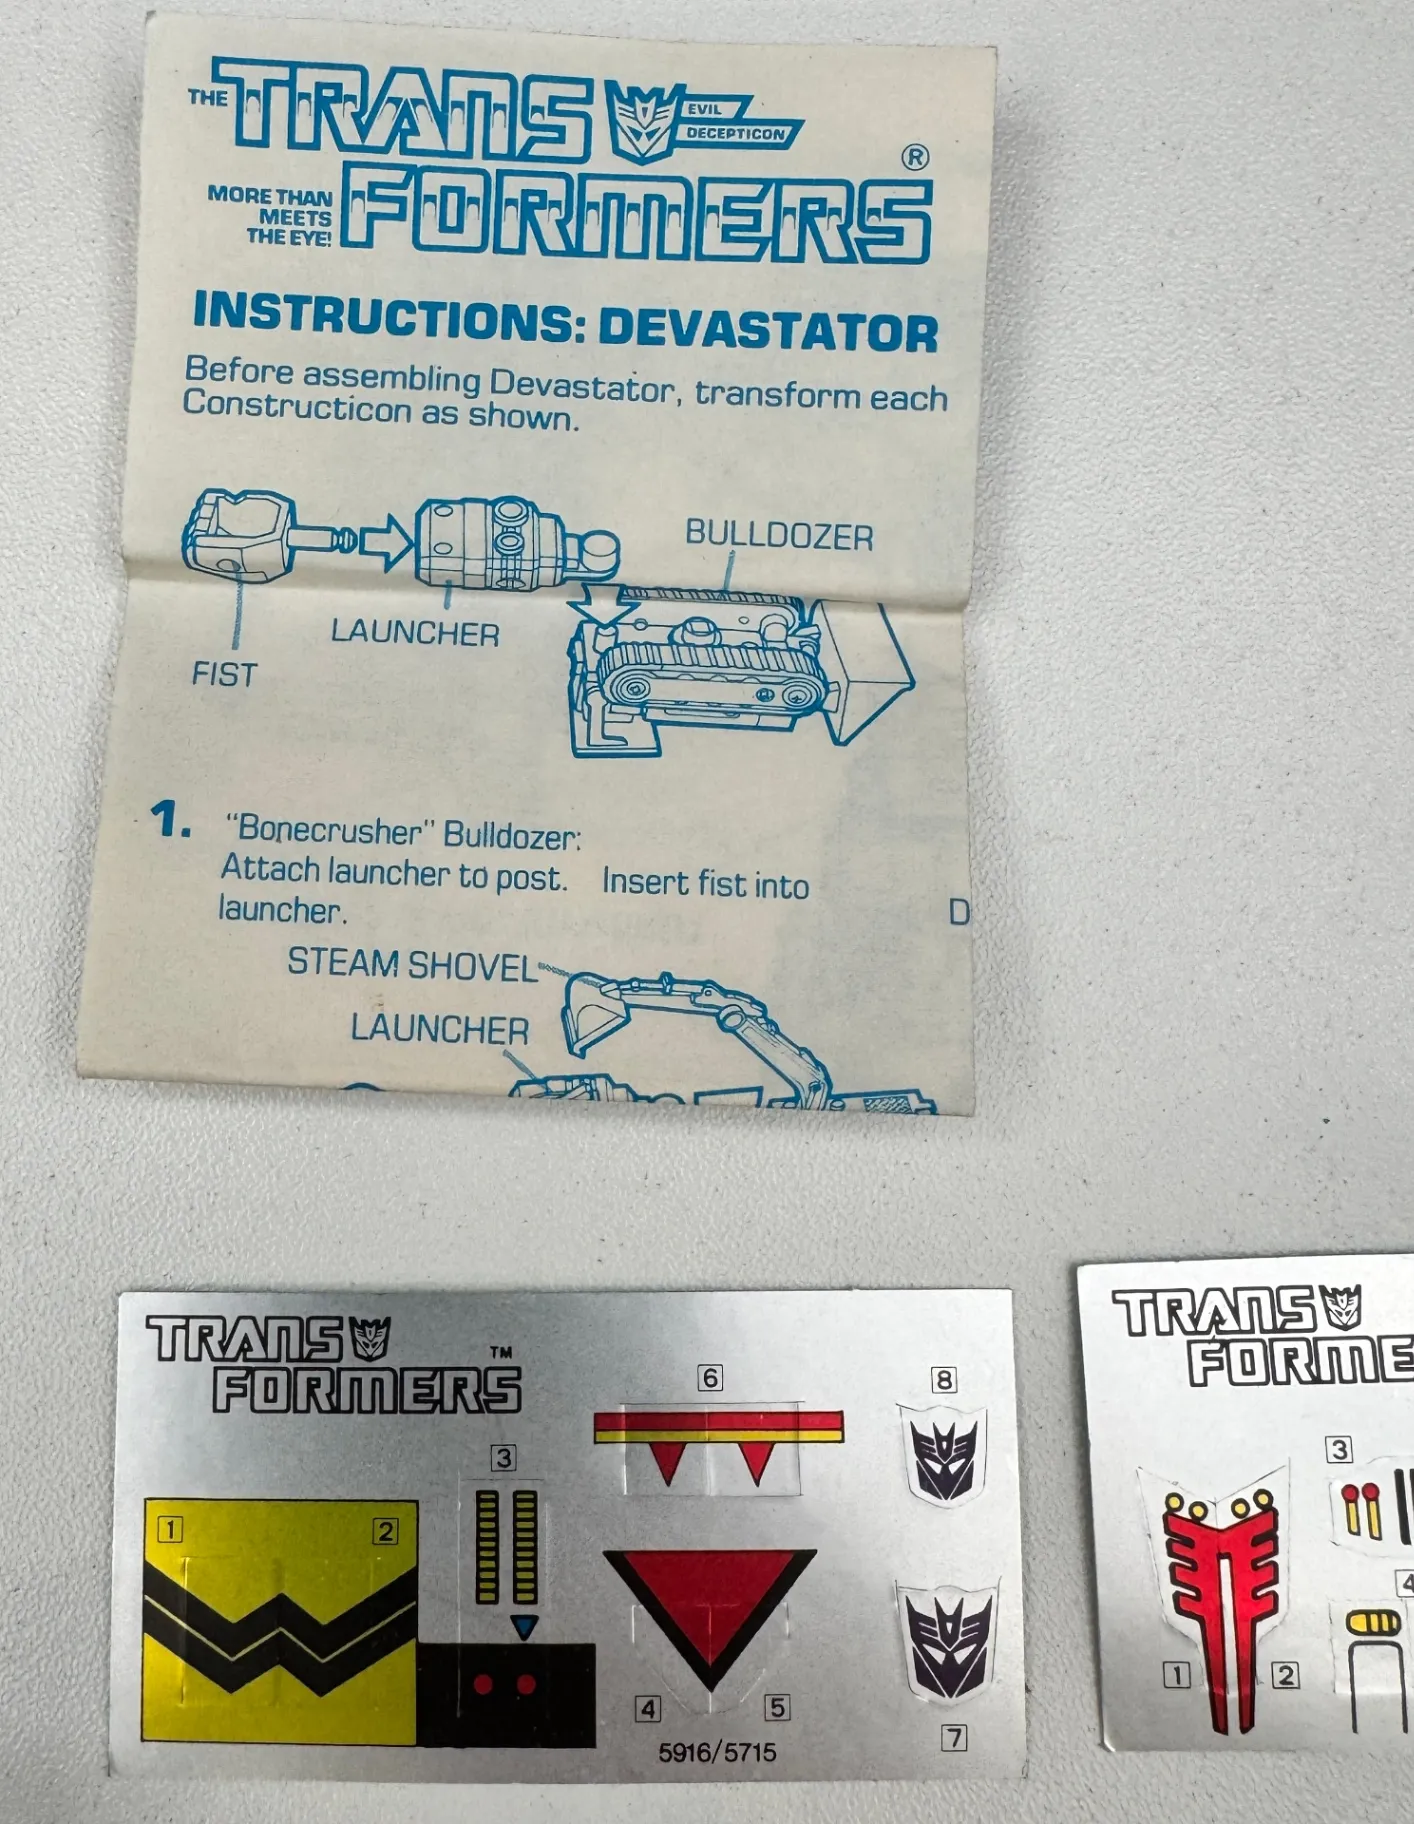 THE TRANS EVIL
DECEPTICON
MORE THAN
MEETS
THE EYE!
FORMERS ®
INSTRUCTIONS: DEVASTATOR
Before assembling Devastator, transform each
Constructicon as shown.
BULLDOZER
LAUNCHER
FIST
1. "Bonecrusher" Bulldozer:
Attach launcher to post. Insert fist into
launcher.
D
STEAM SHOVEL
LAUNCHER
TRANS
FORMERS ™
6
8
3
1
2
4
5
7
5916/5715
TRANS
FORME
3
4
1
2